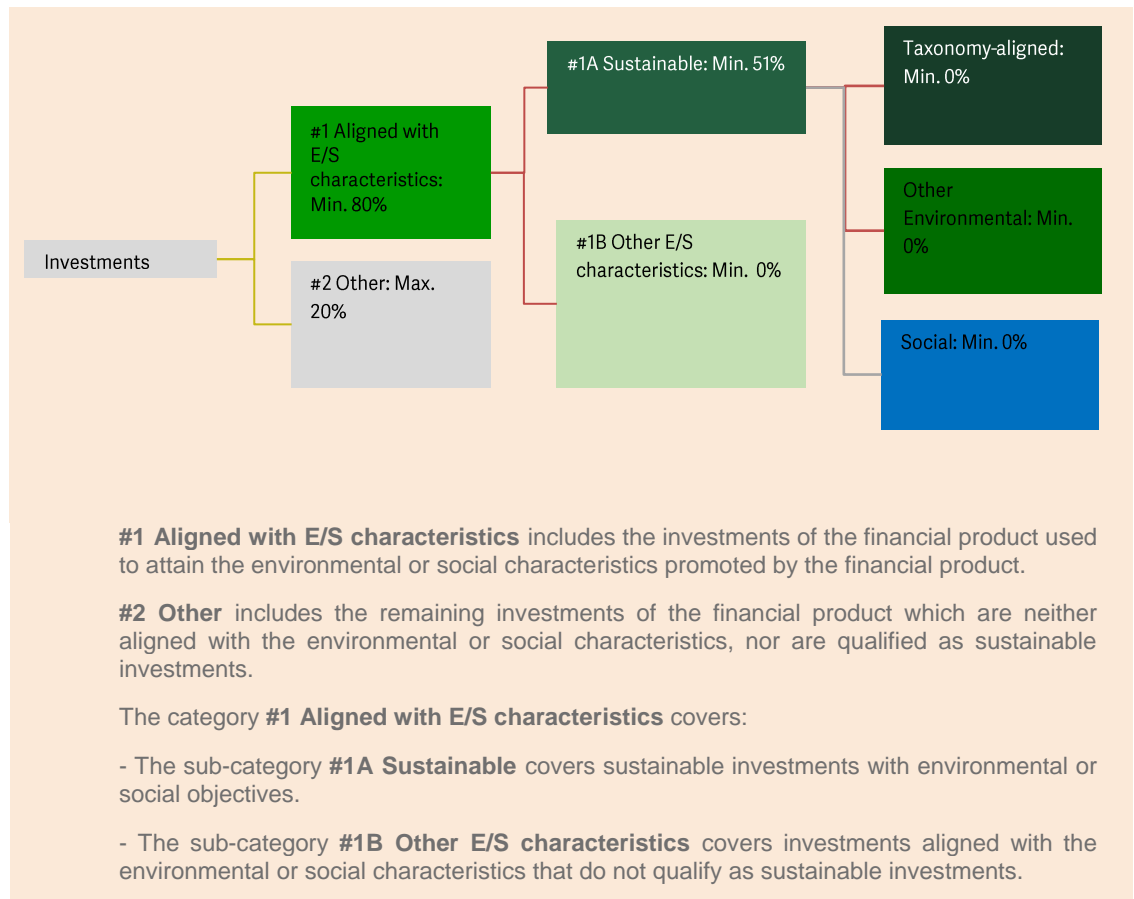 Investments
#1 Aligned with
E/S
characteristics:
Min. 80%
#2 Other: Max.
20%
#1A Sustainable: Min. 51%
#1B Other E/S
characteristics: Min. 0%
Taxonomy-aligned:
Min. 0%
Other
Environmental: Min.
0%
Social: Min. 0%
#1 Aligned with E/S characteristics includes the investments of the financial product used
to attain the environmental or social characteristics promoted by the financial product.
#2 Other includes the remaining investments of the financial product which are neither
aligned with the environmental or social characteristics, nor are qualified as sustainable
investments.
The category #1 Aligned with E/S characteristics covers:
- The sub-category #1A Sustainable covers sustainable investments with environmental or
social objectives.
- The sub-category #1B Other E/S characteristics covers investments aligned with the
environmental or social characteristics that do not qualify as sustainable investments.